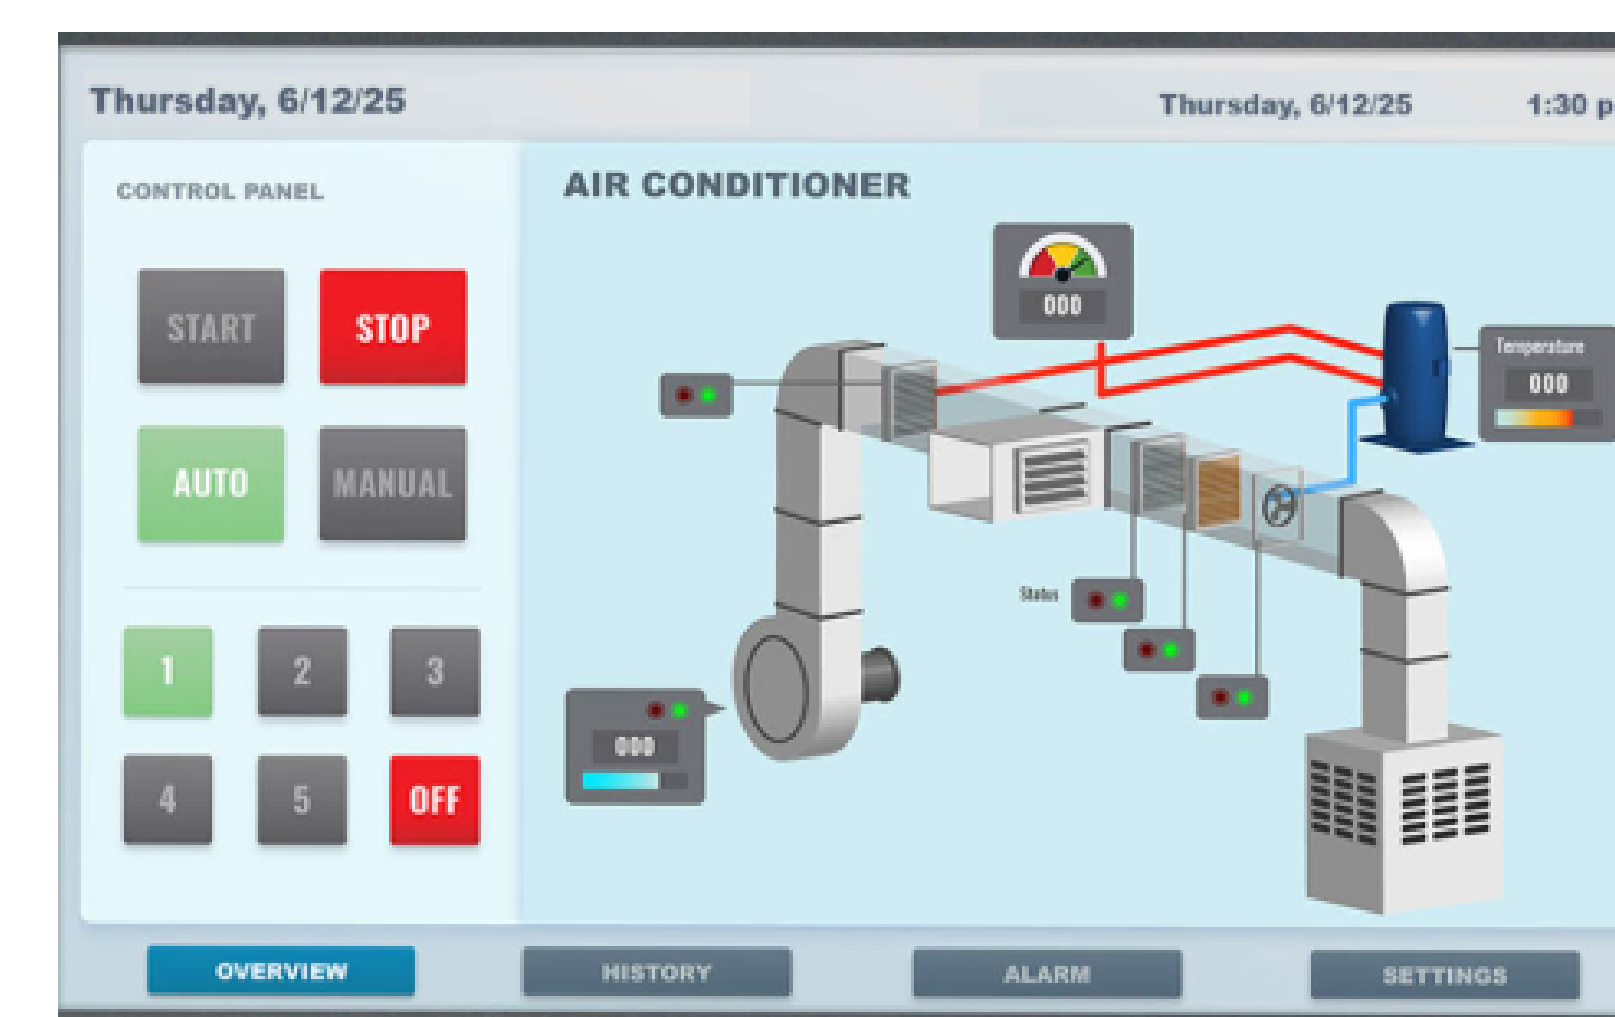 Thursday, 6/12/25
Thursday, 6/12/25 1:30 p
CONTROL PANEL
START STOP
AUTO MANUAL
1 2 3
4 5 OFF
AIR CONDITIONER
000
Temperature
000
Status
000
OVERVIEW HISTORY ALARM SETTINGS